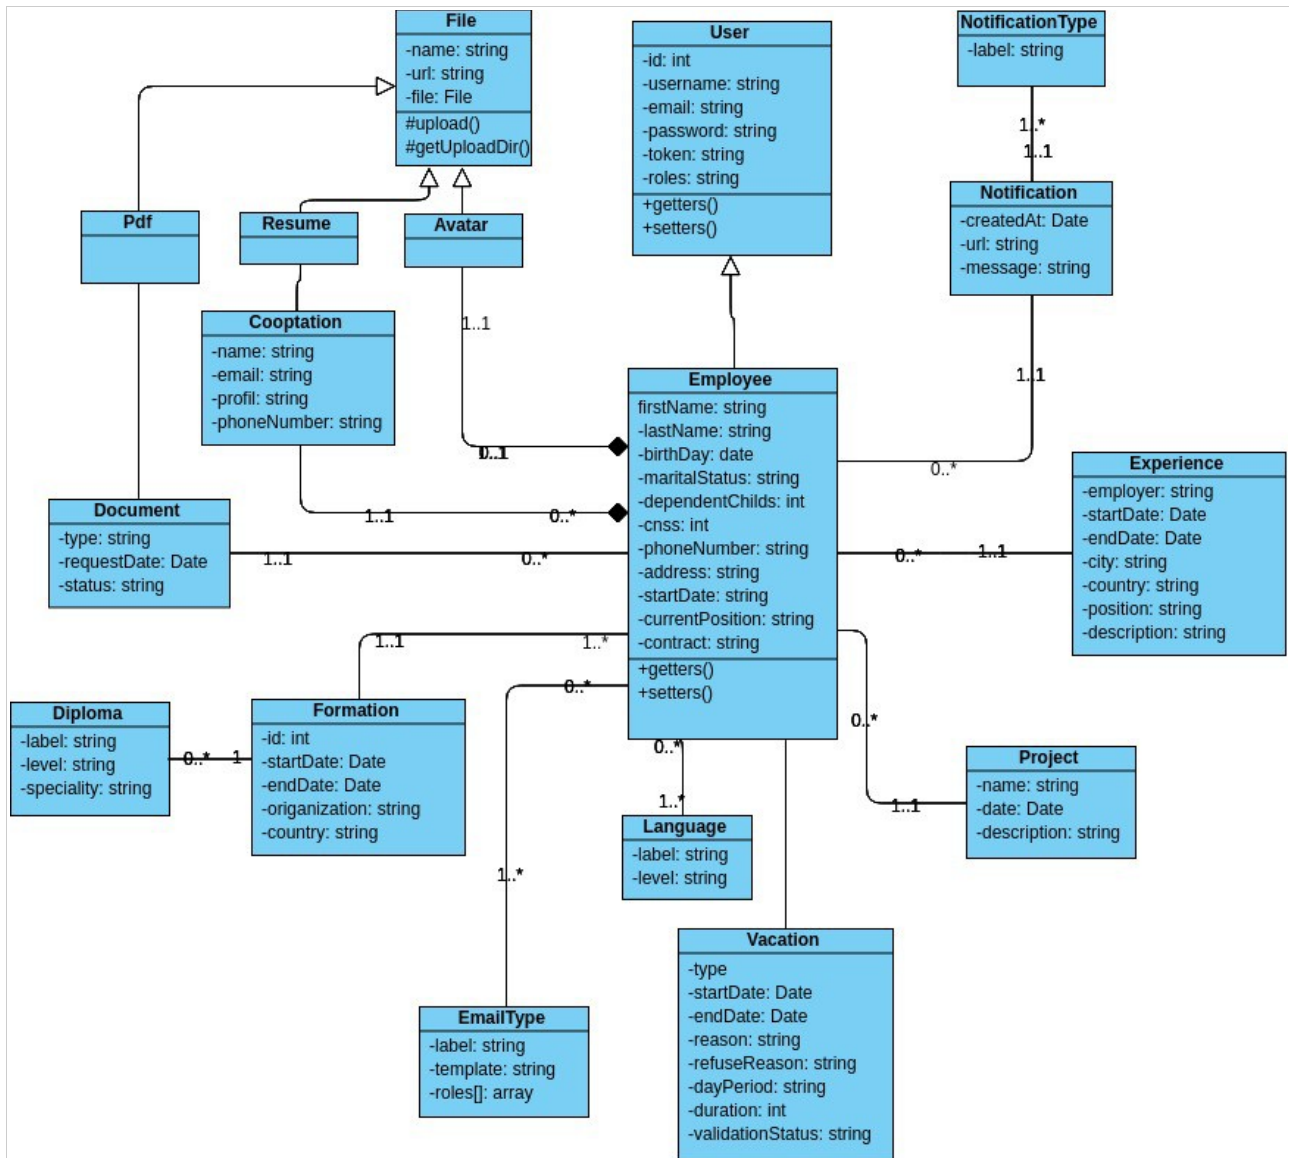 File
-name: string
-url: string
-file: File
#upload()
#getUploadDir()
User
-id: int
-username: string
-email: string
-password: string
-token: string
-roles: string
+getters()
+setters()
NotificationType
-label: string
1..*
1..1
Notification
-createdAt: Date
-url: string
-message: string
1..1
0..*
Pdf
Resume
Avatar
1..1
0..1
Cooptation
-name: string
-email: string
-profil: string
-phoneNumber: string
1..1
0..*
Employee
firstName: string
-lastName: string
-birthDay: date
-maritalStatus: string
-dependentChilds: int
-cnss: int
-phoneNumber: string
-address: string
-startDate: string
-currentPosition: string
-contract: string
+getters()
+setters()
Experience
-employer: string
-startDate: Date
-endDate: Date
-city: string
-country: string
-position: string
-description: string
0..*
1..1
Document
-type: string
-requestDate: Date
-status: string
1..1
0..*
1..1
1..*
0..*
Diploma
-label: string
-level: string
-speciality: string
0..*
1
Formation
-id: int
-startDate: Date
-endDate: Date
-origanization: string
-country: string
0..*
1..*
Language
-label: string
-level: string
0..*
1..1
Project
-name: string
-date: Date
-description: string
1..*
EmailType
-label: string
-template: string
-roles[]: array
Vacation
-type
-startDate: Date
-endDate: Date
-reason: string
-refuseReason: string
-dayPeriod: string
-duration: int
-validationStatus: string